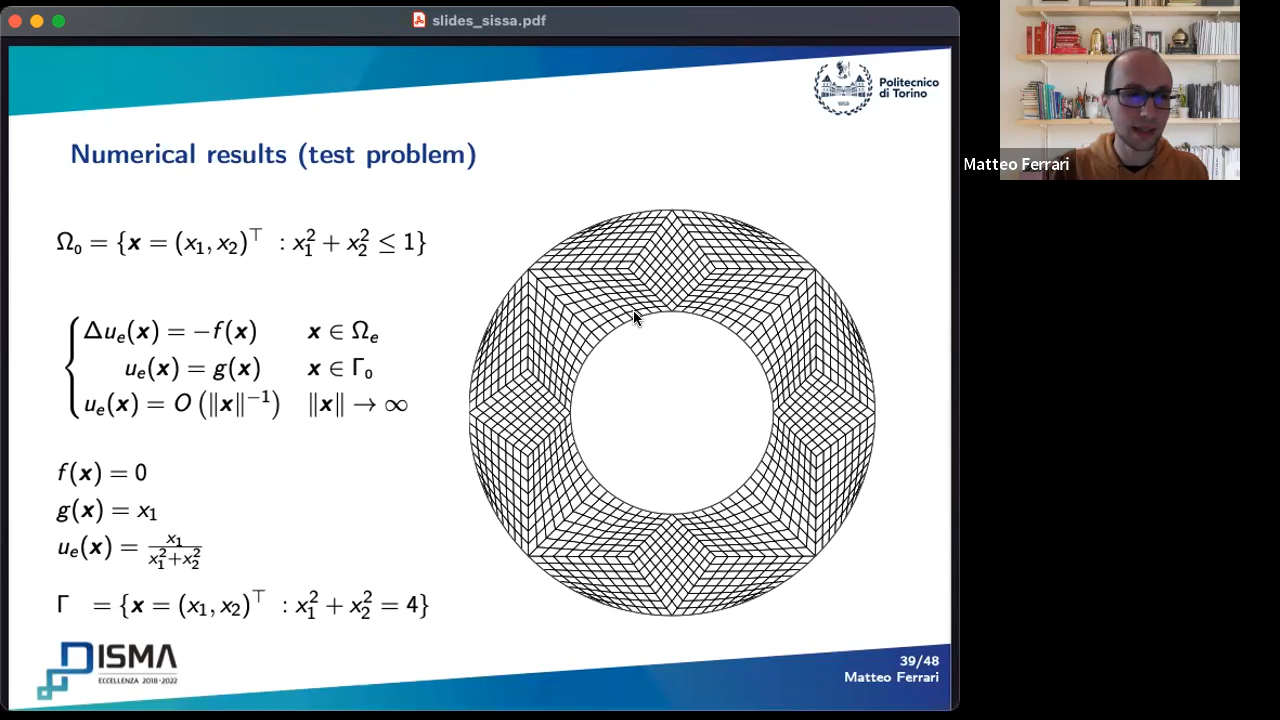 slides_sissa.pdf
Politecnico
di Torino
1859
Numerical results (test problem)
Ω₀ = {x = (x₁, x₂)^⊤ : x₁² + x₂² ≤ 1}
Δuₑ(x) = −f(x) x ∈ Ωₑ
uₑ(x) = g(x) x ∈ Γ₀
uₑ(x) = O(‖x‖⁻¹) ‖x‖ → ∞
f(x) = 0
g(x) = x₁
uₑ(x) = x₁/(x₁²+x₂²)
Γ = {x = (x₁, x₂)^⊤ : x₁² + x₂² = 4}
DISMA
ECCELLENZA 2018-2022
39/48
Matteo Ferrari
Matteo Ferrari